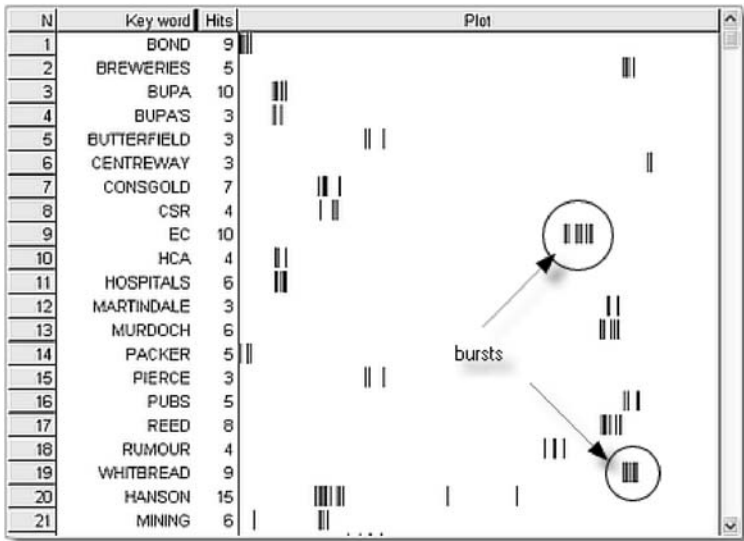 N Key word Hits Plot
1 BOND 9
2 BREWERIES 5
3 BUPA 10
4 BUPA'S 3
5 BUTTERFIELD 3
6 CENTREWAY 3
7 CONSGOLD 7
8 CSR 4
9 EC 10
10 HCA 4
11 HOSPITALS 6
12 MARTINDALE 3
13 MURDOCH 6
14 PACKER 5
bursts
15 PIERCE 3
16 PUBS 5
17 REED 8
18 RUMOUR 4
19 WHITBREAD 9
20 HANSON 15
21 MINING 6